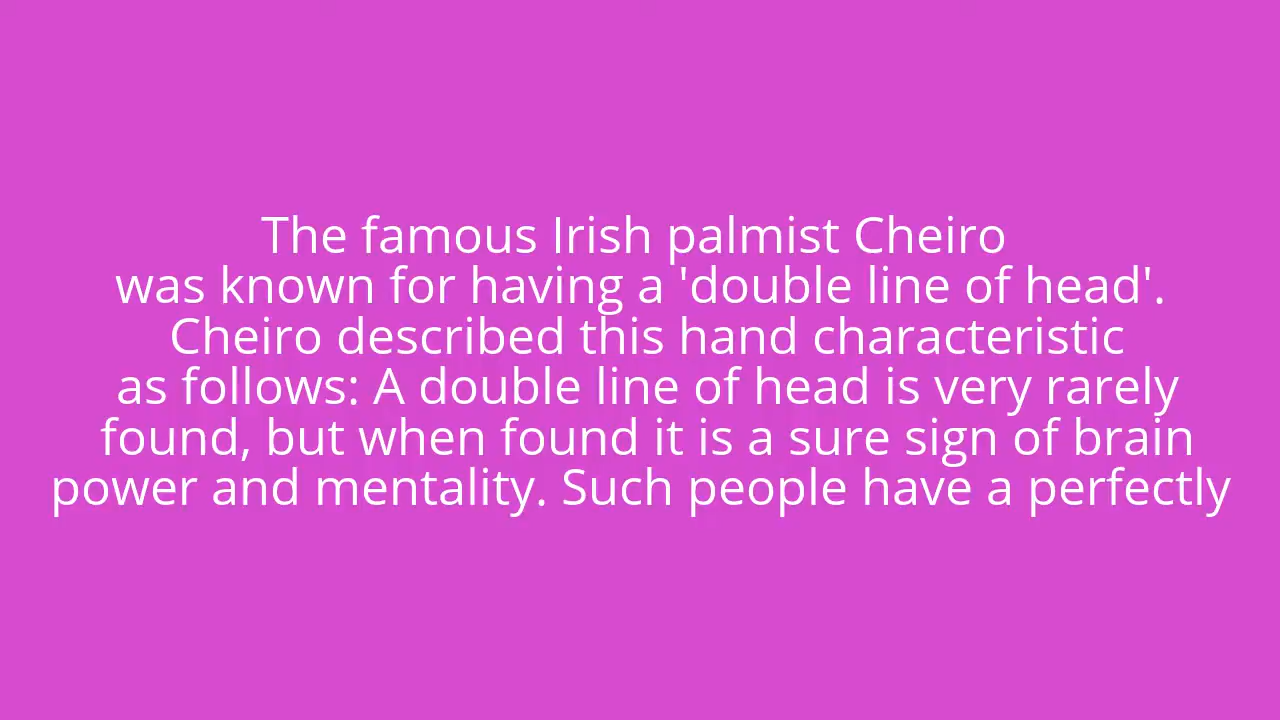 The famous Irish palmist Cheiro
was known for having a 'double line of head'.
Cheiro described this hand characteristic
as follows: A double line of head is very rarely
found, but when found it is a sure sign of brain
power and mentality. Such people have a perfectly